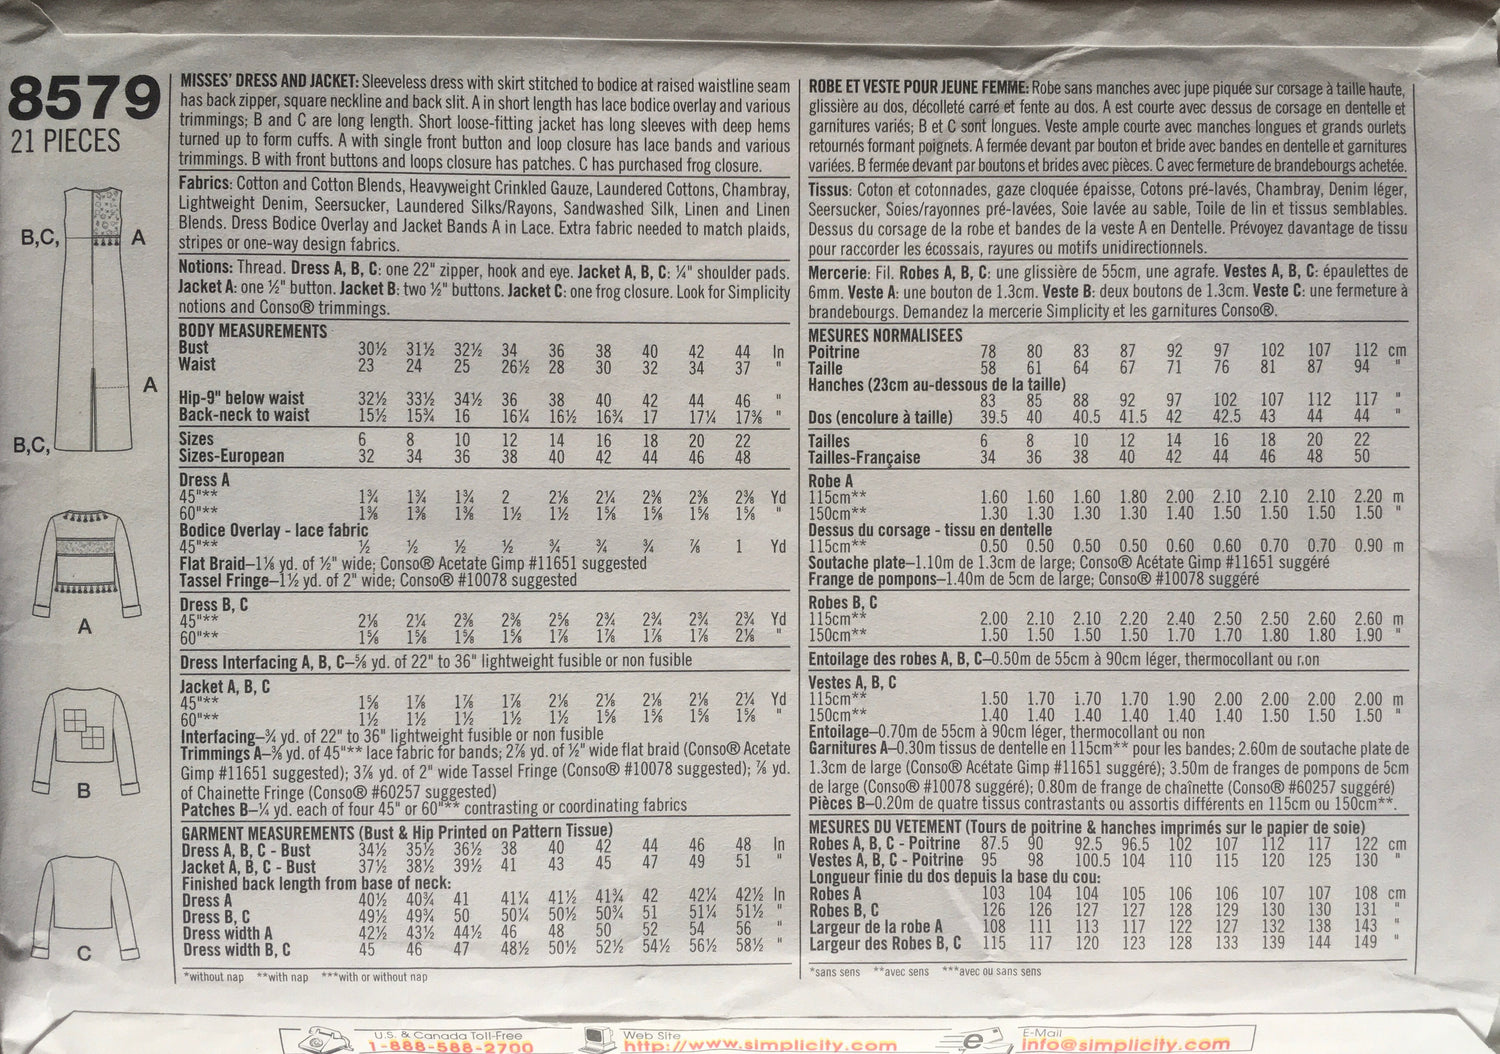 8579
21 PIECES
B,C, A
A
B,C,
A
B
C
MISSES' DRESS AND JACKET: Sleeveless dress with skirt stitched to bodice at raised waistline seam
has back zipper, square neckline and back slit. A in short length has lace bodice overlay and various
trimmings; B and C are long length. Short loose-fitting jacket has long sleeves with deep hems
turned up to form cuffs. A with single front button and loop closure has lace bands and various
trimmings. B with front buttons and loops closure has patches. C has purchased frog closure.
Fabrics: Cotton and Cotton Blends, Heavyweight Crinkled Gauze, Laundered Cottons, Chambray,
Lightweight Denim, Seersucker, Laundered Silks/Rayons, Sandwashed Silk, Linen and Linen
Blends. Dress Bodice Overlay and Jacket Bands A in Lace. Extra fabric needed to match plaids,
stripes or one-way design fabrics.
Notions: Thread. Dress A, B, C: one 22" zipper, hook and eye. Jacket A, B, C: ¼" shoulder pads.
Jacket A: one ½" button. Jacket B: two ½" buttons. Jacket C: one frog closure. Look for Simplicity
notions and Conso® trimmings.
BODY MEASUREMENTS
Bust 30½ 31½ 32½ 34 36 38 40 42 44 In
Waist 23 24 25 26½ 28 30 32 34 37 "
Hip-9" below waist 32½ 33½ 34½ 36 38 40 42 44 46 "
Back-neck to waist 15½ 15¾ 16 16¼ 16½ 16¾ 17 17¼ 17⅜ "
Sizes 6 8 10 12 14 16 18 20 22
Sizes-European 32 34 36 38 40 42 44 46 48
Dress A
45"** 1¾ 1¾ 1¾ 2 2⅛ 2¼ 2⅜ 2⅜ 2⅜ Yd
60"** 1⅜ 1⅜ 1⅜ 1½ 1½ 1⅝ 1⅝ 1⅝ 1⅝ "
Bodice Overlay - lace fabric
45"** ½ ½ ½ ½ ¾ ¾ ¾ ⅞ 1 Yd
Flat Braid–1⅛ yd. of ½" wide; Conso® Acetate Gimp #11651 suggested
Tassel Fringe–1½ yd. of 2" wide; Conso® #10078 suggested
Dress B, C
45"** 2⅛ 2¼ 2⅜ 2⅜ 2⅝ 2¾ 2¾ 2¾ 2¾ Yd
60"** 1⅝ 1⅝ 1⅝ 1⅝ 1⅞ 1⅞ 1⅞ 1⅞ 2⅛ "
Dress Interfacing A, B, C–⅝ yd. of 22" to 36" lightweight fusible or non fusible
Jacket A, B, C
45"** 1⅝ 1⅞ 1⅞ 1⅞ 2⅛ 2⅛ 2⅛ 2⅛ 2¼ Yd
60"** 1½ 1½ 1½ 1½ 1½ 1⅝ 1⅝ 1⅝ 1⅝ "
Interfacing–¾ yd. of 22" to 36" lightweight fusible or non fusible
Trimmings A–⅜ yd. of 45"** lace fabric for bands; 2⅞ yd. of ½" wide flat braid (Conso® Acetate
Gimp #11651 suggested); 3⅞ yd. of 2" wide Tassel Fringe (Conso® #10078 suggested); ⅞ yd.
of Chainette Fringe (Conso® #60257 suggested)
Patches B–¼ yd. each of four 45" or 60"** contrasting or coordinating fabrics
GARMENT MEASUREMENTS (Bust & Hip Printed on Pattern Tissue)
Dress A, B, C - Bust 34½ 35½ 36½ 38 40 42 44 46 48 In
Jacket A, B, C - Bust 37½ 38½ 39½ 41 43 45 47 49 51 "
Finished back length from base of neck:
Dress A 40½ 40¾ 41 41¼ 41½ 41¾ 42 42¼ 42½ In
Dress B, C 49½ 49¾ 50 50¼ 50½ 50¾ 51 51¼ 51½ "
Dress width A 42½ 43½ 44½ 46 48 50 52 54 56 "
Dress width B, C 45 46 47 48½ 50½ 52½ 54½ 56½ 58½ "
*without nap **with nap ***with or without nap
ROBE ET VESTE POUR JEUNE FEMME: Robe sans manches avec jupe piquée sur corsage à taille haute,
glissière au dos, décolleté carré et fente au dos. A est courte avec dessus de corsage en dentelle et
garnitures variés; B et C sont longues. Veste ample courte avec manches longues et grands ourlets
retournés formant poignets. A fermée devant par bouton et bride avec bandes en dentelle et garnitures
variées. B fermée devant par boutons et brides avec pièces. C avec fermeture de brandebourgs achetée.
Tissus: Coton et cotonnades, gaze cloquée épaisse, Cotons pré-lavés, Chambray, Denim léger,
Seersucker, Soies/rayonnes pré-lavées, Soie lavée au sable, Toile de lin et tissus semblables.
Dessus du corsage de la robe et bandes de la veste A en Dentelle. Prévoyez davantage de tissu
pour raccorder les écossais, rayures ou motifs unidirectionnels.
Mercerie: Fil. Robes A, B, C: une glissière de 55cm, une agrafe. Vestes A, B, C: épaulettes de
6mm. Veste A: une bouton de 1.3cm. Veste B: deux boutons de 1.3cm. Veste C: une fermeture à
brandebourgs. Demandez la mercerie Simplicity et les garnitures Conso®.
MESURES NORMALISEES
Poitrine 78 80 83 87 92 97 102 107 112 cm
Taille 58 61 64 67 71 76 81 87 94 "
Hanches (23cm au-dessous de la taille)
83 85 88 92 97 102 107 112 117 "
Dos (encolure à taille) 39.5 40 40.5 41.5 42 42.5 43 44 44 "
Tailles 6 8 10 12 14 16 18 20 22
Tailles-Française 34 36 38 40 42 44 46 48 50
Robe A
115cm** 1.60 1.60 1.60 1.80 2.00 2.10 2.10 2.10 2.20 m
150cm** 1.30 1.30 1.30 1.30 1.40 1.50 1.50 1.50 1.50 "
Dessus du corsage - tissu en dentelle
115cm** 0.50 0.50 0.50 0.50 0.60 0.60 0.70 0.70 0.90 m
Soutache plate–1.10m de 1.3cm de large; Conso® Acétate Gimp #11651 suggéré
Frange de pompons–1.40m de 5cm de large; Conso® #10078 suggéré
Robes B, C
115cm** 2.00 2.10 2.10 2.20 2.40 2.50 2.50 2.60 2.60 m
150cm** 1.50 1.50 1.50 1.50 1.70 1.70 1.80 1.80 1.90 "
Entoilage des robes A, B, C–0.50m de 55cm à 90cm léger, thermocollant ou non
Vestes A, B, C
115cm** 1.50 1.70 1.70 1.70 1.90 2.00 2.00 2.00 2.00 m
150cm** 1.40 1.40 1.40 1.40 1.40 1.40 1.50 1.50 1.50 "
Entoilage–0.70m de 55cm à 90cm léger, thermocollant ou non
Garnitures A–0.30m tissus de dentelle en 115cm** pour les bandes; 2.60m de soutache plate de
1.3cm de large (Conso® Acétate Gimp #11651 suggéré); 3.50m de franges de pompons de 5cm
de large (Conso® #10078 suggéré); 0.80m de frange de chaînette (Conso® #60257 suggéré)
Pièces B–0.20m de quatre tissus contrastants ou assortis différents en 115cm ou 150cm**.
MESURES DU VETEMENT (Tours de poitrine & hanches imprimés sur le papier de soie)
Robes A, B, C - Poitrine 87.5 90 92.5 96.5 102 107 112 117 122 cm
Vestes A, B, C - Poitrine 95 98 100.5 104 110 115 120 125 130 "
Longueur finie du dos depuis la base du cou:
Robes A 103 104 104 105 106 106 107 107 108 cm
Robes B, C 126 126 127 127 128 129 130 130 131 "
Largeur de la robe A 108 111 113 117 122 127 132 138 143 "
Largeur des Robes B, C 115 117 120 123 128 133 139 144 149 "
*sans sens **avec sens ***avec ou sans sens
U.S. & Canada Toll-Free
1-888-588-2700
Web Site
http://www.simplicity.com
E-Mail
info@simplicity.com